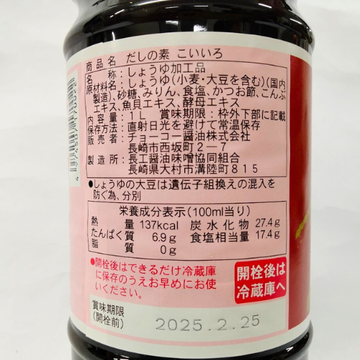 商品名 だしの素 こいいろ
名称 しょうゆ加工品
原材料名 しょうゆ(小麦・大豆を含む)(国内
製造)、砂糖、みりん、食塩、かつお節、こんぶ
エキス、魚貝エキス、酵母エキス
内容量 1L 賞味期限 枠外下部に記載
保存方法 直射日光を避けて常温保存
販売者 チョーコー醤油株式会社
長崎市西坂町2−7
製造所 長工醤油味噌協同組合
長崎県大村市溝陸町815
●しょうゆの大豆は遺伝子組換えの混入を
防ぐ為、分別
栄養成分表示(100ml当り)
熱量 137kcal 炭水化物 27.4g
たんぱく質 6.9g 食塩相当量 17.4g
脂質 0g
●開栓後はできるだけ冷蔵庫
に保存のうえお早めにお使
いください。
開栓後は
冷蔵庫へ
賞味期限
(開栓前)
2025.2.25